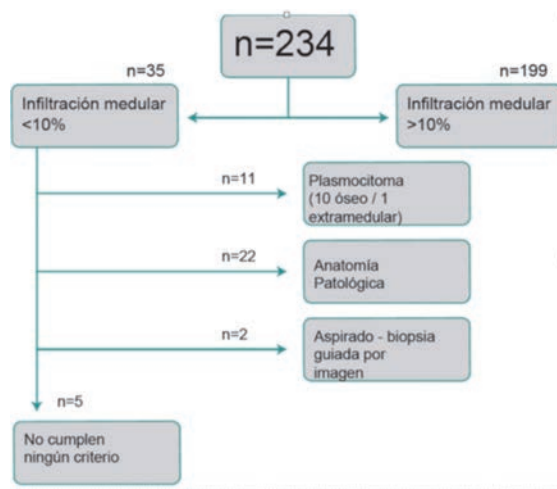 n=234
n=35
n=199
Infiltración medular
<10%
Infiltración medular
>10%
n=11
Plasmocitoma
(10 óseo / 1
extramedular)
n=22
Anatomía
Patológica
n=2
Aspirado - biopsia
guiada por
imagen
n=5
No cumplen
ningún criterio